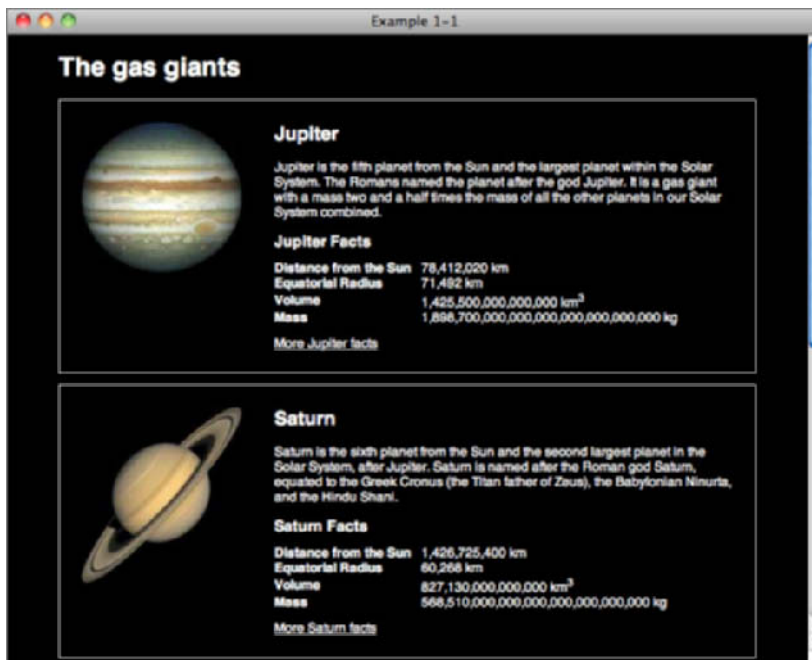 Example 1-1
The gas giants
Jupiter
Jupiter is the fifth planet from the Sun and the largest planet within the Solar
System. The Romans named the planet after the god Jupiter. It is a gas giant
with a mass two and a half times the mass of all the other planets in our Solar
System combined.
Jupiter Facts
Distance from the Sun 78,412,020 km
Equatorial Radius 71,492 km
Volume 1,425,500,000,000,000 km³
Mass 1,898,700,000,000,000,000,000,000,000 kg
More Jupiter facts
Saturn
Saturn is the sixth planet from the Sun and the second largest planet in the
Solar System, after Jupiter. Saturn is named after the Roman god Saturn,
equated to the Greek Cronus (the Titan father of Zeus), the Babylonian Ninurta,
and the Hindu Shani.
Saturn Facts
Distance from the Sun 1,426,725,400 km
Equatorial Radius 60,268 km
Volume 827,130,000,000,000 km³
Mass 568,510,000,000,000,000,000,000,000 kg
More Saturn facts